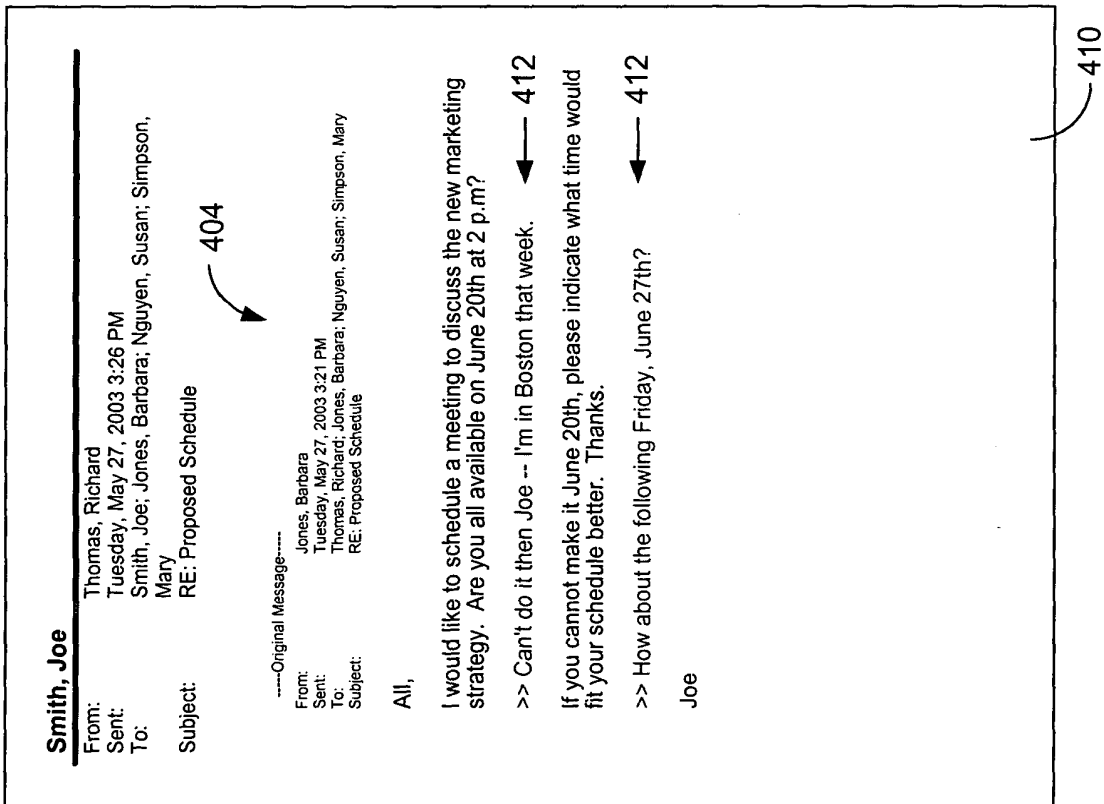 Smith, Joe
From: Thomas, Richard
Sent: Tuesday, May 27, 2003 3:26 PM
To: Smith, Joe; Jones, Barbara; Nguyen, Susan; Simpson,
Mary
Subject: RE: Proposed Schedule
404
-----Original Message-----
From: Jones, Barbara
Sent: Tuesday, May 27, 2003 3:21 PM
To: Thomas, Richard; Jones, Barbara; Nguyen, Susan; Simpson, Mary
Subject: RE: Proposed Schedule
All,
I would like to schedule a meeting to discuss the new marketing
strategy. Are you all available on June 20th at 2 p.m?
>> Can't do it then Joe -- I'm in Boston that week. 412
If you cannot make it June 20th, please indicate what time would
fit your schedule better. Thanks.
>> How about the following Friday, June 27th? 412
Joe
410